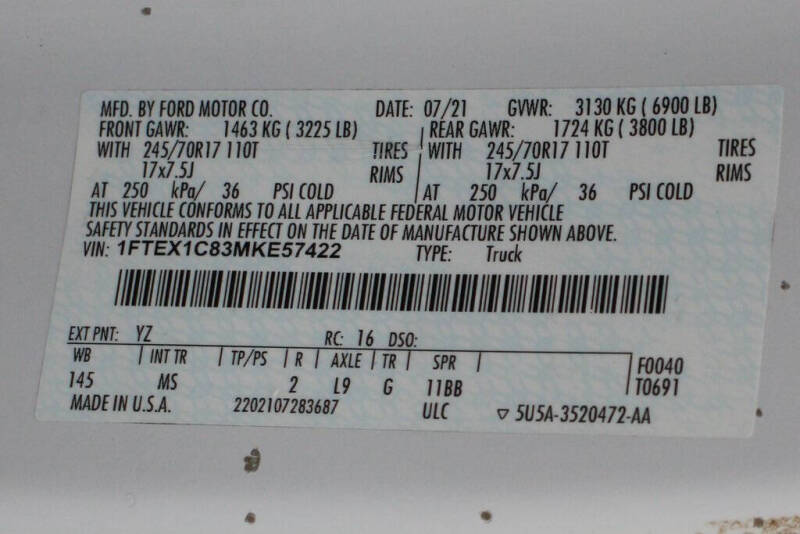 MFD. BY FORD MOTOR CO. DATE: 07/21 GVWR: 3130 KG ( 6900 LB)
FRONT GAWR: 1463 KG ( 3225 LB) REAR GAWR: 1724 KG ( 3800 LB)
WITH 245/70R17 110T TIRES WITH 245/70R17 110T TIRES
17x7.5J RIMS 17x7.5J RIMS
AT 250 kPa/ 36 PSI COLD AT 250 kPa/ 36 PSI COLD
THIS VEHICLE CONFORMS TO ALL APPLICABLE FEDERAL MOTOR VEHICLE
SAFETY STANDARDS IN EFFECT ON THE DATE OF MANUFACTURE SHOWN ABOVE.
VIN: 1FTEX1C83MKE57422 TYPE: Truck
EXT PNT: YZ RC: 16 DSO:
WB INT TR TP/PS R AXLE TR SPR F0040
145 MS 2 L9 G 11BB T0691
MADE IN U.S.A. 2202107283687 ULC ▽ 5U5A-3520472-AA